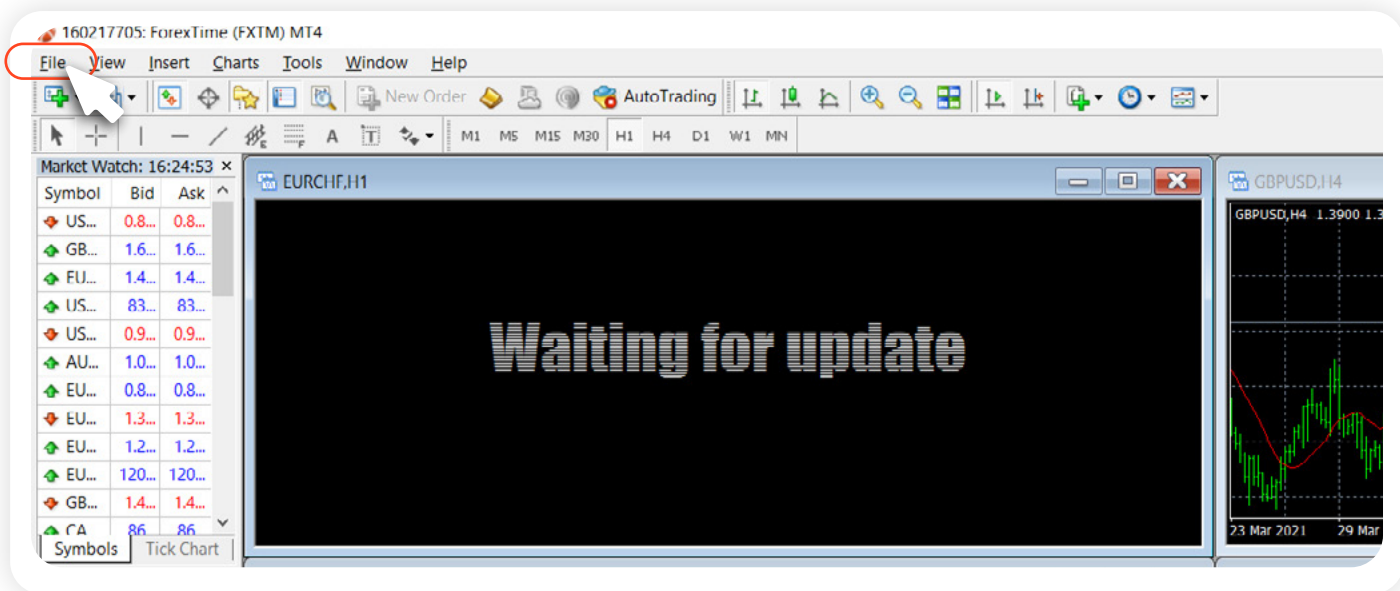 160217705: ForexTime (FXTM) MT4
File View Insert Charts Tools Window Help
New Order AutoTrading
A T M1 M5 M15 M30 H1 H4 D1 W1 MN
Market Watch: 16:24:53
Symbol Bid Ask
US... 0.8... 0.8...
GB... 1.6... 1.6...
EU... 1.4... 1.4...
US... 83... 83...
US... 0.9... 0.9...
AU... 1.0... 1.0...
EU... 0.8... 0.8...
EU... 1.3... 1.3...
EU... 1.2... 1.2...
EU... 120... 120...
GB... 1.4... 1.4...
CA 86 86
Symbols Tick Chart
EURCHF,H1
Waiting for update
GBPUSD,H4
GBPUSD,H4 1.3900 1.3
23 Mar 2021 29 Mar